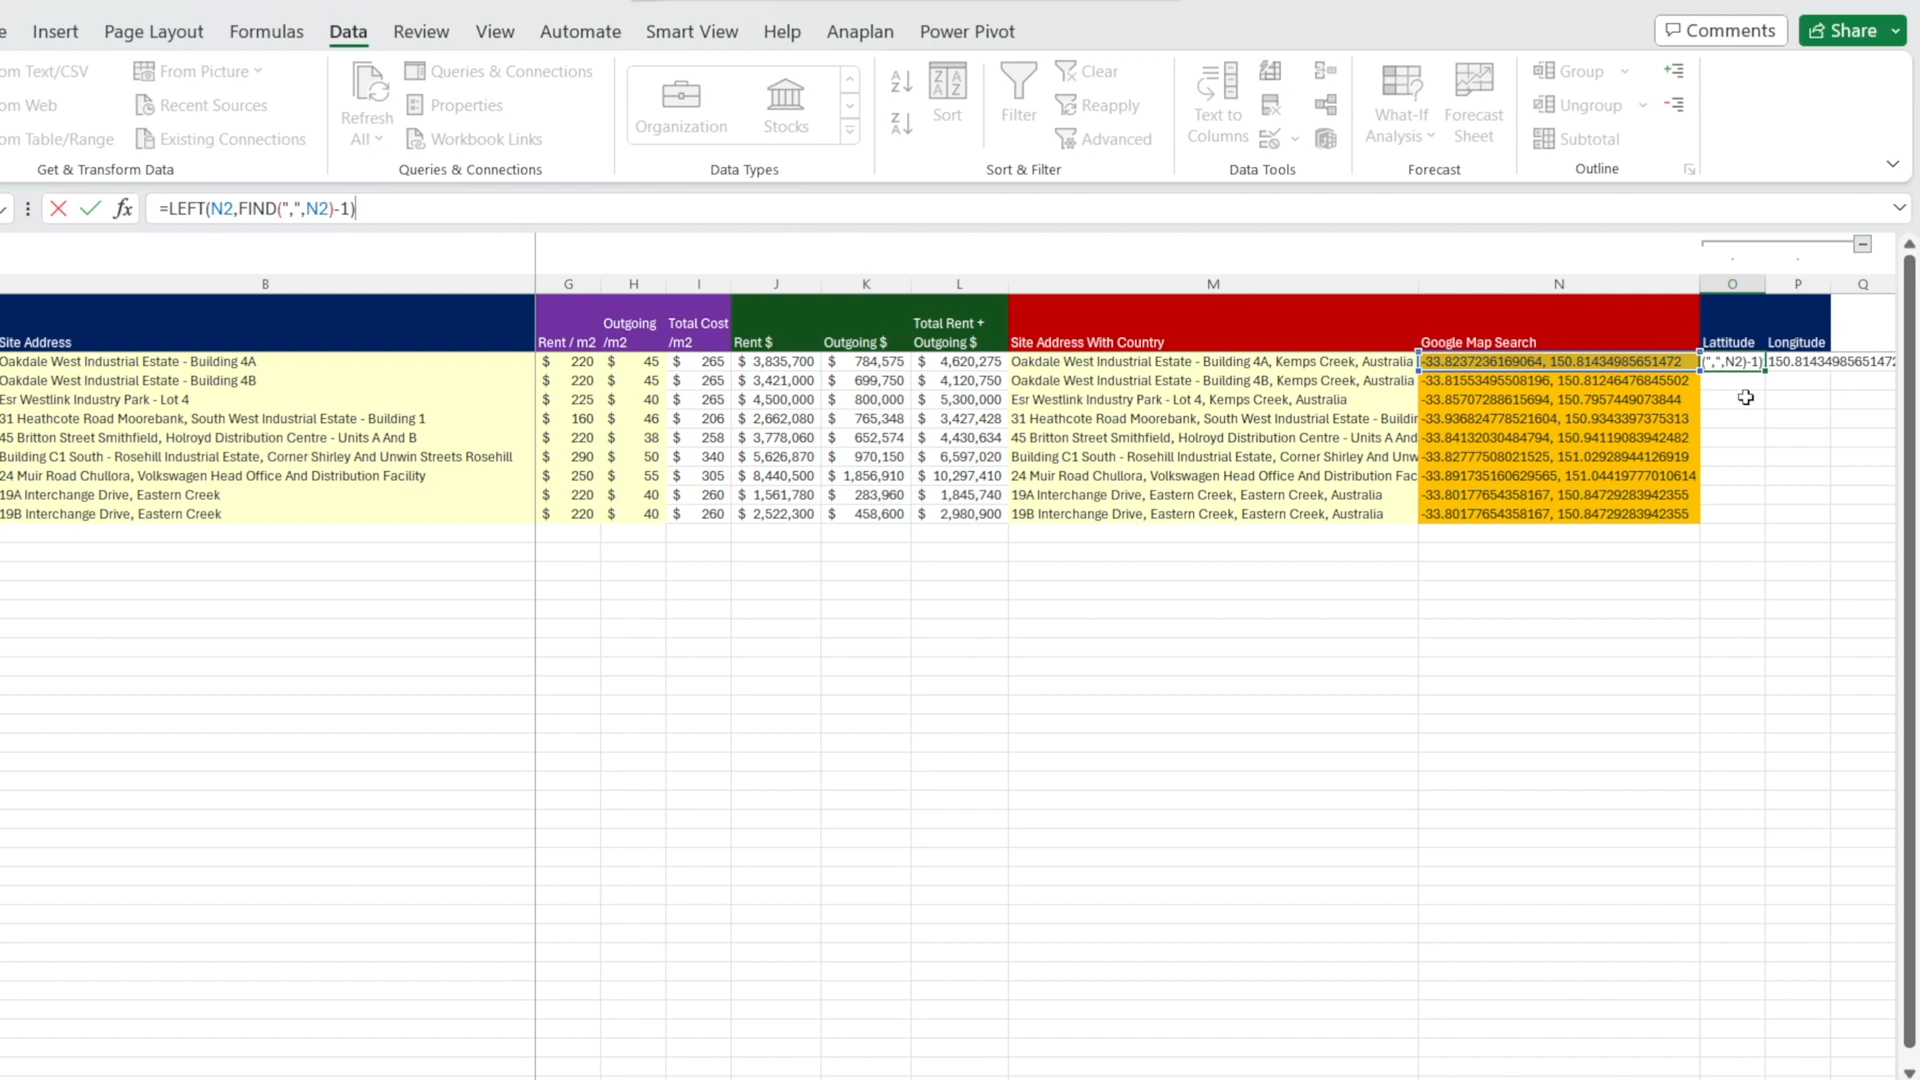 Insert Page Layout Formulas Data Review View Automate Smart View Help Anaplan Power Pivot Comments Share
om Text/CSV From Picture Queries & Connections Clear Group
om Web Recent Sources Properties Reapply Ungroup
om Table/Range Existing Connections Workbook Links Advanced Subtotal
Refresh All
Organization Stocks
Sort Filter
Text to Columns
What-If Analysis
Forecast Sheet
Get & Transform Data Queries & Connections Data Types Sort & Filter Data Tools Forecast Outline
fx =LEFT(N2,FIND(",",N2)-1)
B G H I J K L M N O P Q
Site Address Rent / m2 Outgoing /m2 Total Cost /m2 Rent $ Outgoing $ Total Rent + Outgoing $ Site Address With Country Google Map Search Lattitude Longitude
Oakdale West Industrial Estate - Building 4A $ 220 $ 45 $ 265 $ 3,835,700 $ 784,575 $ 4,620,275 Oakdale West Industrial Estate - Building 4A, Kemps Creek, Australia -33.8237236169064, 150.81434985651472 (",",N2)-1) 150.81434985651472
Oakdale West Industrial Estate - Building 4B $ 220 $ 45 $ 265 $ 3,421,000 $ 699,750 $ 4,120,750 Oakdale West Industrial Estate - Building 4B, Kemps Creek, Australia -33.81553495508196, 150.81246476845502
Esr Westlink Industry Park - Lot 4 $ 225 $ 40 $ 265 $ 4,500,000 $ 800,000 $ 5,300,000 Esr Westlink Industry Park - Lot 4, Kemps Creek, Australia -33.85707288615694, 150.7957449073844
31 Heathcote Road Moorebank, South West Industrial Estate - Building 1 $ 160 $ 46 $ 206 $ 2,662,080 $ 765,348 $ 3,427,428 31 Heathcote Road Moorebank, South West Industrial Estate - Buildin -33.936824778521604, 150.9343397375313
45 Britton Street Smithfield, Holroyd Distribution Centre - Units A And B $ 220 $ 38 $ 258 $ 3,778,060 $ 652,574 $ 4,430,634 45 Britton Street Smithfield, Holroyd Distribution Centre - Units A And -33.84132030484794, 150.94119083942482
Building C1 South - Rosehill Industrial Estate, Corner Shirley And Unwin Streets Rosehill $ 290 $ 50 $ 340 $ 5,626,870 $ 970,150 $ 6,597,020 Building C1 South - Rosehill Industrial Estate, Corner Shirley And Unw -33.82777508021525, 151.02928944126919
24 Muir Road Chullora, Volkswagen Head Office And Distribution Facility $ 250 $ 55 $ 305 $ 8,440,500 $ 1,856,910 $ 10,297,410 24 Muir Road Chullora, Volkswagen Head Office And Distribution Fac -33.891735160629565, 151.04419777010614
19A Interchange Drive, Eastern Creek $ 220 $ 40 $ 260 $ 1,561,780 $ 283,960 $ 1,845,740 19A Interchange Drive, Eastern Creek, Eastern Creek, Australia -33.80177654358167, 150.84729283942355
19B Interchange Drive, Eastern Creek $ 220 $ 40 $ 260 $ 2,522,300 $ 458,600 $ 2,980,900 19B Interchange Drive, Eastern Creek, Eastern Creek, Australia -33.80177654358167, 150.84729283942355